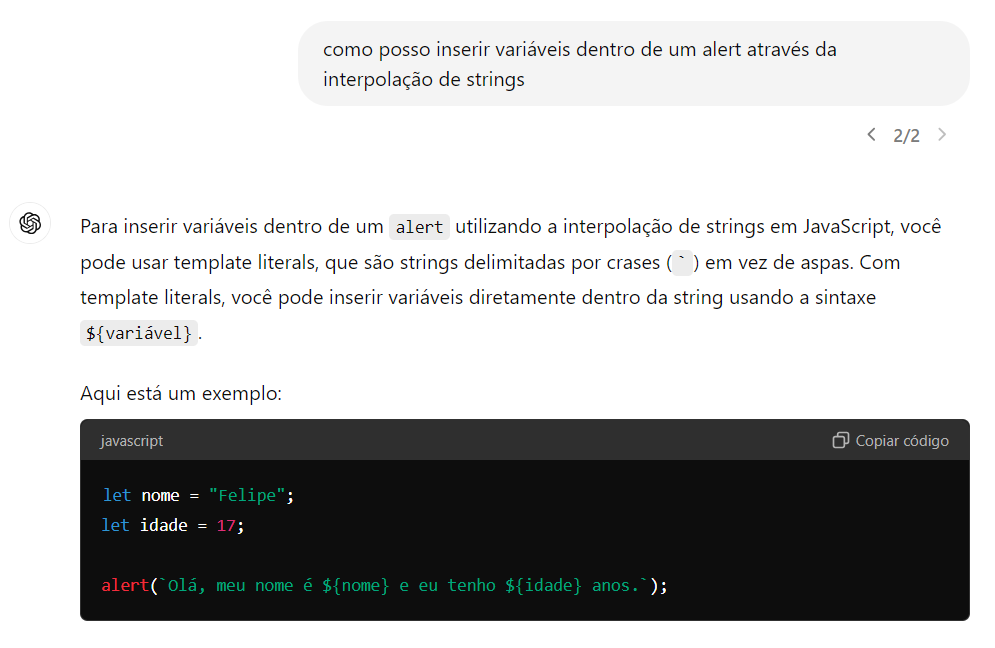 como posso inserir variáveis dentro de um alert através da
interpolação de strings
2/2
Para inserir variáveis dentro de um alert utilizando a interpolação de strings em JavaScript, você
pode usar template literals, que são strings delimitadas por crases (`) em vez de aspas. Com
template literals, você pode inserir variáveis diretamente dentro da string usando a sintaxe
${variável}.
Aqui está um exemplo:
javascript
Copiar código
let nome = "Felipe";
let idade = 17;
alert(`Olá, meu nome é ${nome} e eu tenho ${idade} anos.`);